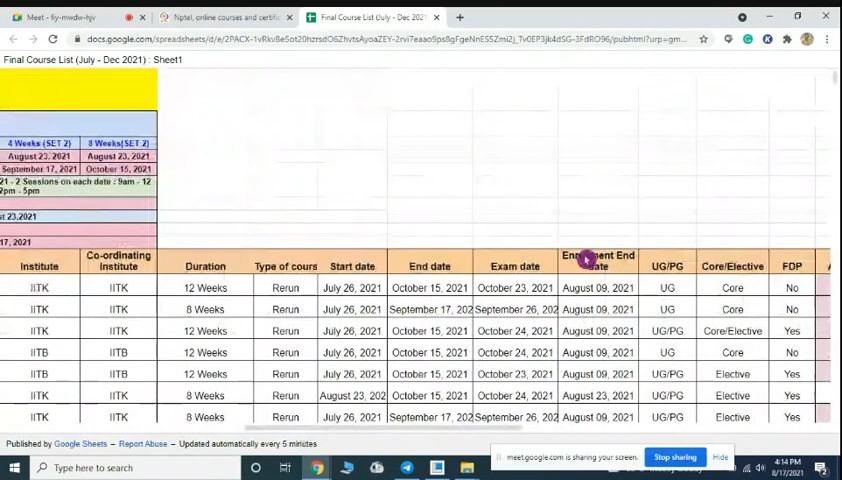 Meet - fiy-mwdw-hjv
Nptel, online courses and certific
Final Course List (July - Dec 2021)
docs.google.com/spreadsheets/d/e/2PACX-
Final Course List (July - Dec 2021) : Sheet1
4 Weeks (SET 2) 8 Weeks(SET 2)
August 23, 2021 August 23, 2021
September 17, 2021 October 15, 2021
21 - 2 Sessions on each date : 9am - 12
2pm - 5pm
st 23,2021
17, 2021
Institute Co-ordinating Institute Duration Type of cours Start date End date Exam date Enrollment End date UG/PG Core/Elective FDP
IITK IITK 12 Weeks Rerun July 26, 2021 October 15, 2021 October 23, 2021 August 09, 2021 UG Core No
IITK IITK 8 Weeks Rerun July 26, 2021 September 17, 202 September 26, 202 August 09, 2021 UG Core No
IITK IITK 12 Weeks Rerun July 26, 2021 October 15, 2021 October 24, 2021 August 09, 2021 UG/PG Core/Elective Yes
IITB IITB 12 Weeks Rerun July 26, 2021 October 15, 2021 October 24, 2021 August 09, 2021 UG Core No
IITB IITB 12 Weeks Rerun July 26, 2021 October 15, 2021 October 23, 2021 August 09, 2021 UG/PG Elective Yes
IITK IITK 8 Weeks Rerun August 23, 202 October 15, 2021 October 24, 2021 August 23, 2021 UG/PG Elective Yes
IITK IITK 8 Weeks Rerun July 26, 2021 September 17, 202 September 26, 202 August 09, 2021 UG/PG Elective Yes
Published by Google Sheets – Report Abuse – Updated automatically every 5 minutes
meet.google.com is sharing your screen. Stop sharing Hide
Type here to search
4:14 PM
8/17/2021
2